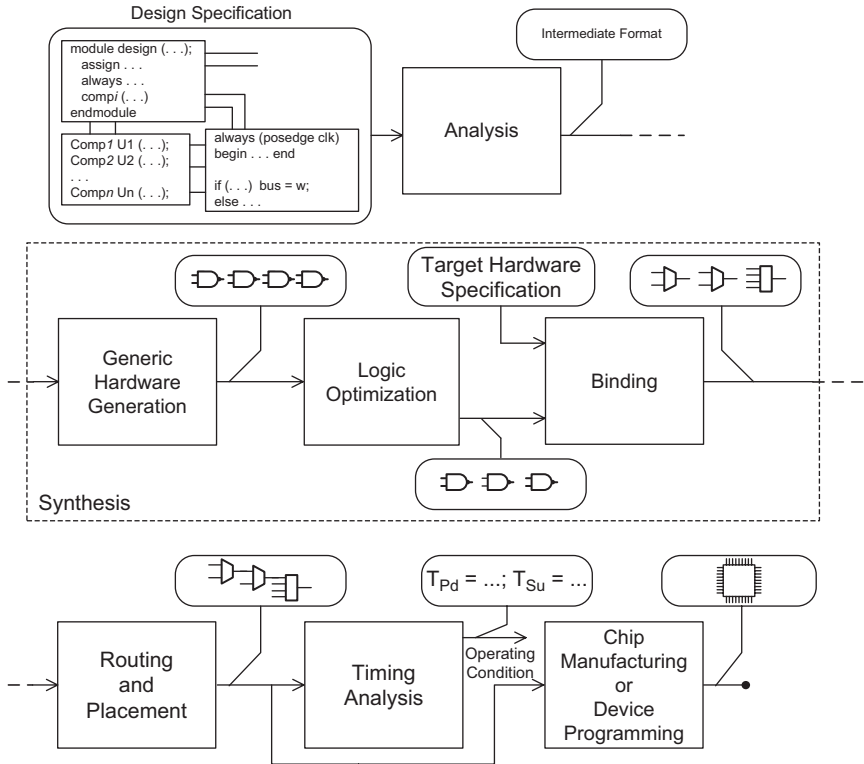 Design Specification
module design (. . .);
assign . . .
always . . .
compi (. . .)
endmodule
Comp1 U1 (. . .);
Comp2 U2 (. . .);
. . .
Compn Un (. . .);
always (posedge clk)
begin . . . end
if (. . .) bus = w;
else . . .
Analysis
Intermediate Format
Generic
Hardware
Generation
Logic
Optimization
Target Hardware
Specification
Binding
Synthesis
Routing
and
Placement
Timing
Analysis
TPd = ...; TSu = ...
Operating
Condition
Chip
Manufacturing
or
Device
Programming